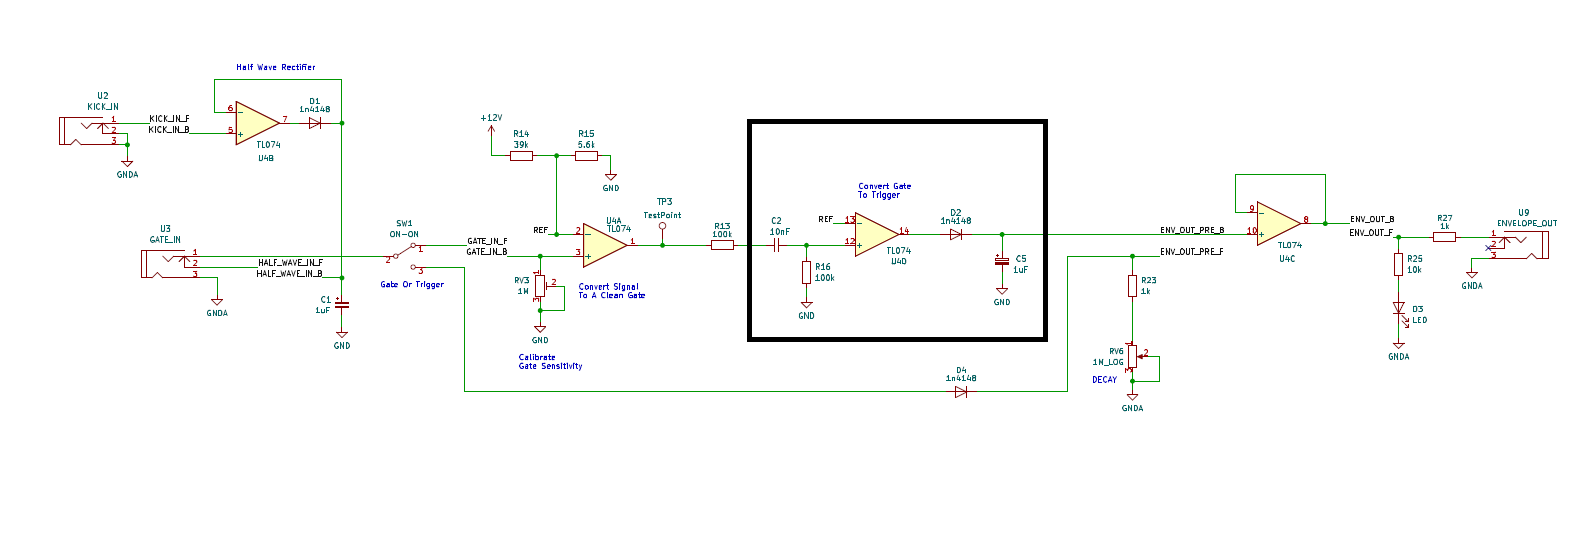 Half Wave Rectifier
U2
KICK_IN
1
2
3
KICK_IN_F
KICK_IN_B
GNDA
6
5
7
TL074
U4B
D1
1n4148
U3
GATE_IN
1
2
3
HALF_WAVE_IN_F
HALF_WAVE_IN_B
GNDA
C1
1uF
GND
SW1
ON-ON
2
1
3
Gate Or Trigger
GATE_IN_F
GATE_IN_B
+12V
R14
39k
R15
5.6k
GND
REF
2
3
1
U4A
TL074
TP3
TestPoint
RV3
1M
1
2
3
GND
Convert Signal
To A Clean Gate
Calibrate
Gate Sensitivity
R13
100k
C2
10nF
R16
100k
GND
Convert Gate
To Trigger
REF
13
12
14
TL074
U4D
D2
1n4148
C5
1uF
GND
D4
1n4148
ENV_OUT_PRE_B
ENV_OUT_PRE_F
R23
1k
RV6
1M_LOG
1
2
3
DECAY
GNDA
9
10
8
TL074
U4C
ENV_OUT_B
ENV_OUT_F
R25
10k
D3
LED
GNDA
R27
1k
U9
ENVELOPE_OUT
1
2
3
GNDA